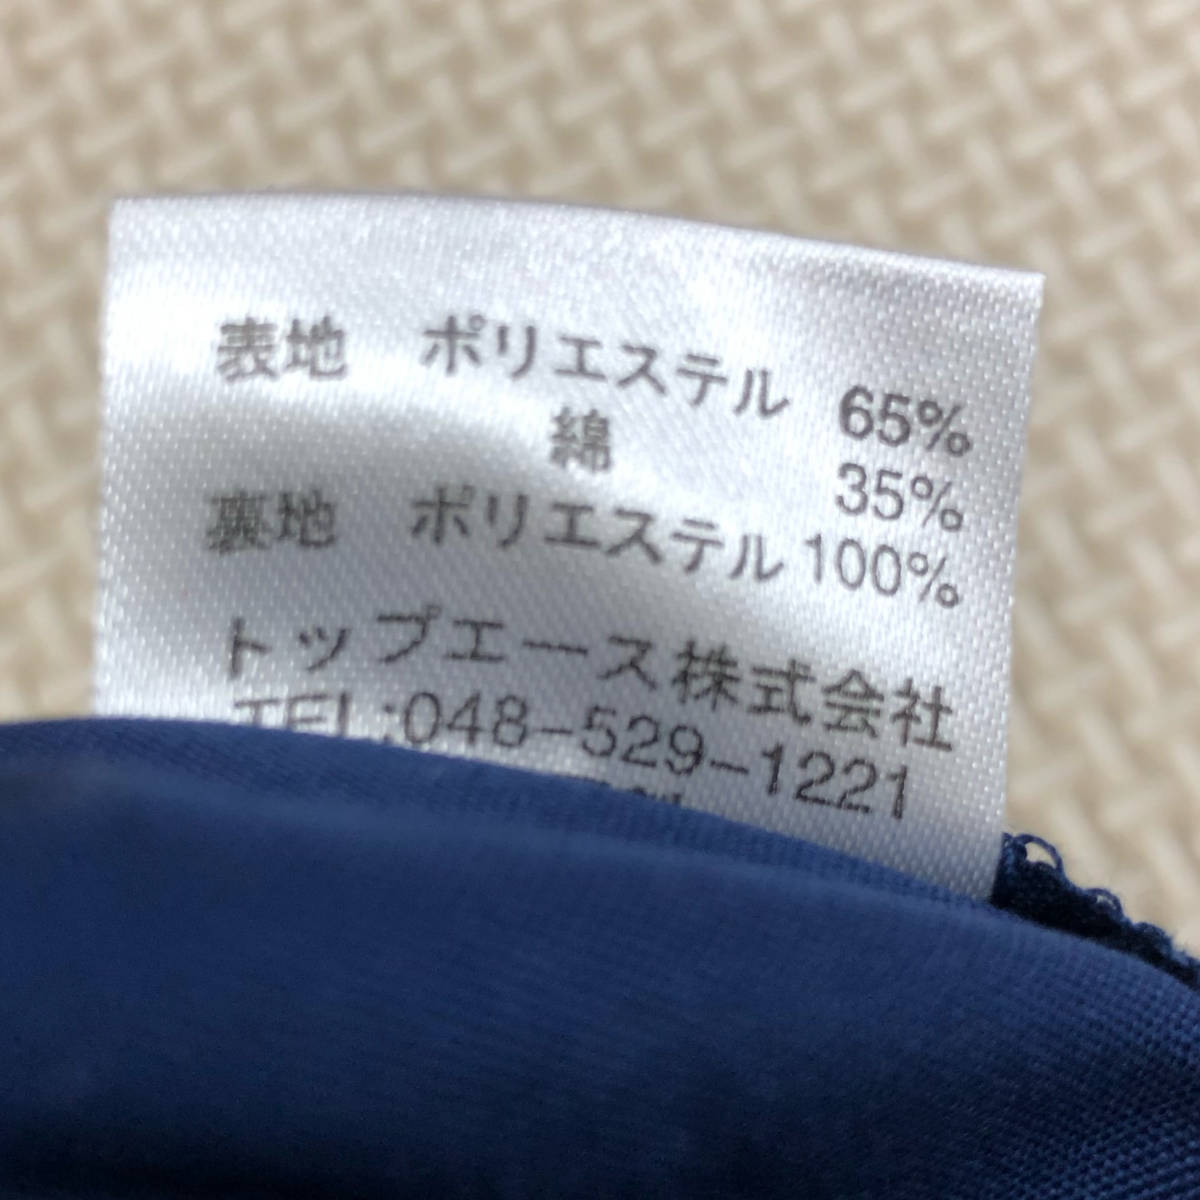 表地 ポリエステル 65%
綿 35%
裏地 ポリエステル 100%
トップエース株式会社
TEL:048-529-1221